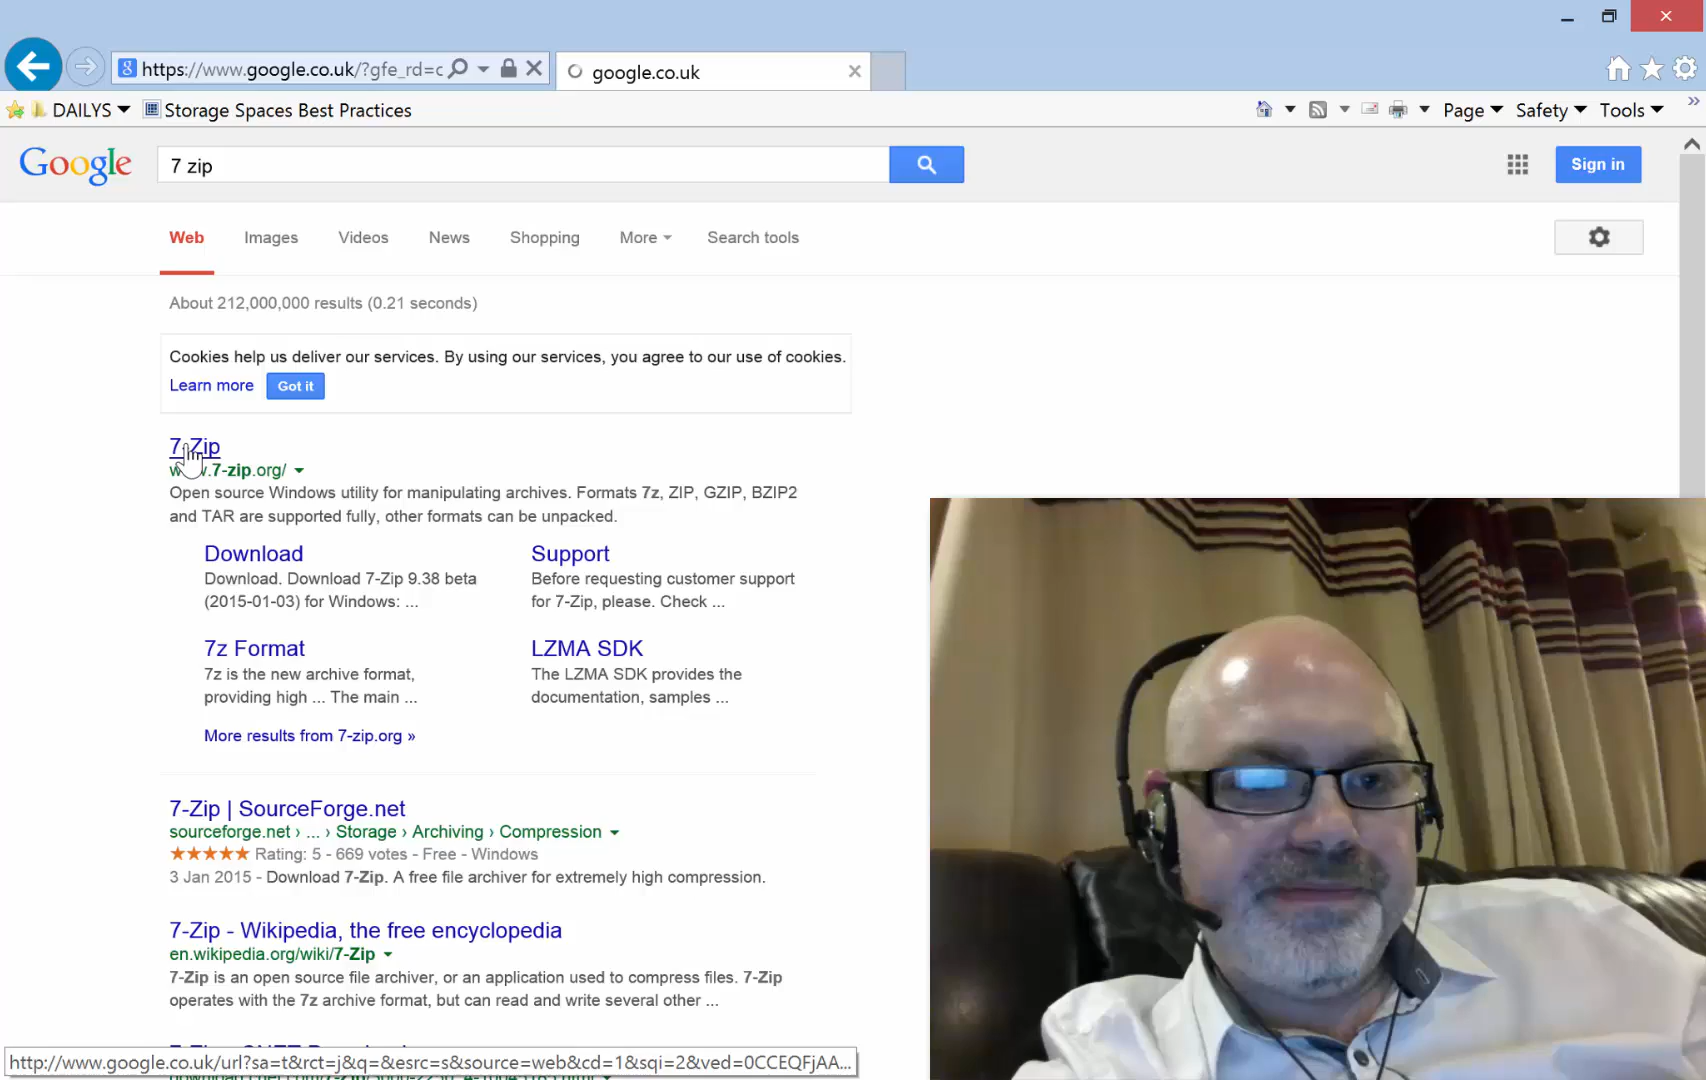 https://www.google.co.uk/?gfe_rd=c
google.co.uk
DAILYS
Storage Spaces Best Practices
Page
Safety
Tools
Google
7 zip
Sign in
Web
Images
Videos
News
Shopping
More
Search tools
About 212,000,000 results (0.21 seconds)
Cookies help us deliver our services. By using our services, you agree to our use of cookies.
Learn more
Got it
7-Zip
www.7-zip.org/
Open source Windows utility for manipulating archives. Formats 7z, ZIP, GZIP, BZIP2
and TAR are supported fully, other formats can be unpacked.
Download
Download. Download 7-Zip 9.38 beta
(2015-01-03) for Windows: ...
Support
Before requesting customer support
for 7-Zip, please. Check ...
7z Format
7z is the new archive format,
providing high ... The main ...
LZMA SDK
The LZMA SDK provides the
documentation, samples ...
More results from 7-zip.org »
7-Zip | SourceForge.net
sourceforge.net › ... › Storage › Archiving › Compression
Rating: 5 - 669 votes - Free - Windows
3 Jan 2015 - Download 7-Zip. A free file archiver for extremely high compression.
7-Zip - Wikipedia, the free encyclopedia
en.wikipedia.org/wiki/7-Zip
7-Zip is an open source file archiver, or an application used to compress files. 7-Zip
operates with the 7z archive format, but can read and write several other ...
http://www.google.co.uk/url?sa=t&rct=j&q=&esrc=s&source=web&cd=1&sqi=2&ved=0CCEQFjAA...